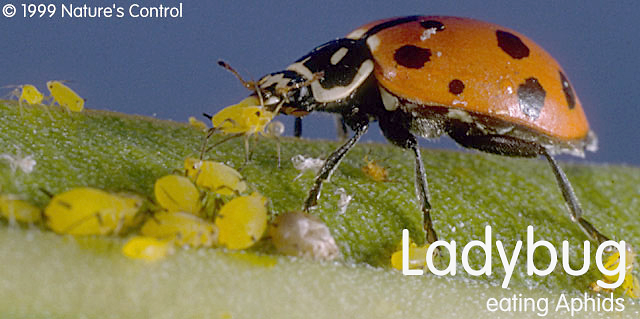 © 1999 Nature's Control
Ladybug
eating Aphids